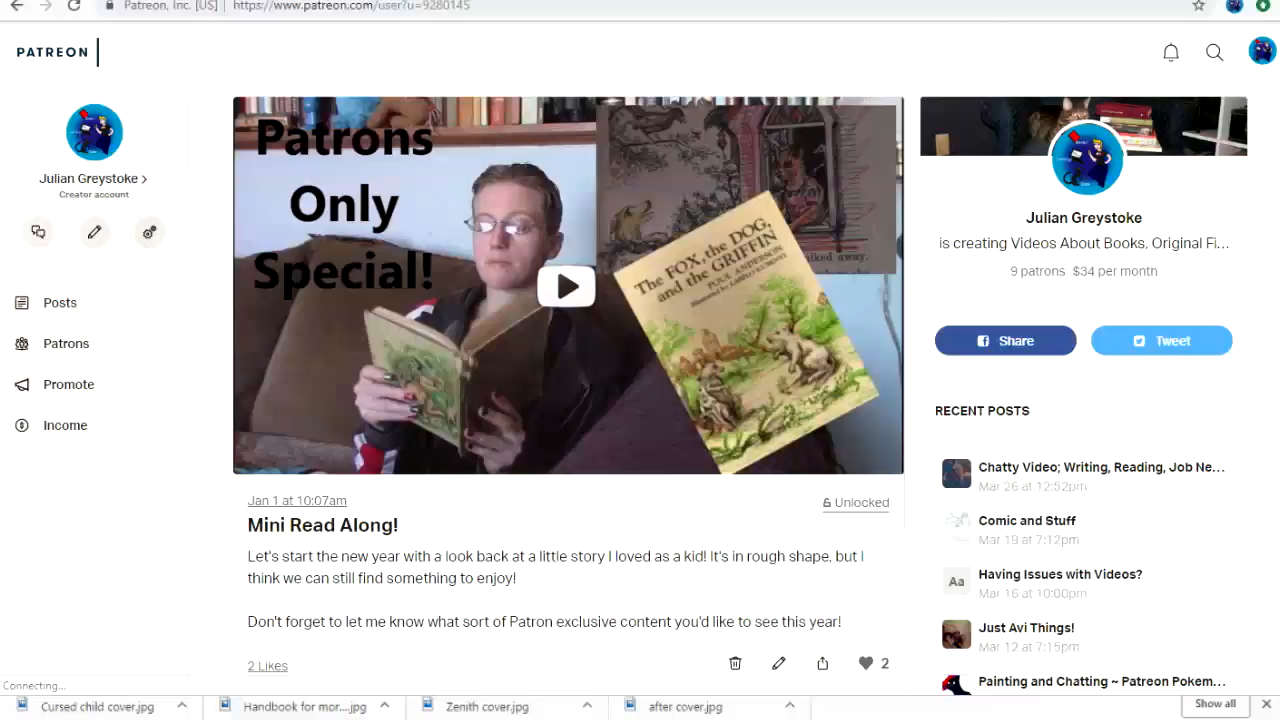 Patreon, Inc. [US]
https://www.patreon.com/user?u=9280145
PATREON
Julian Greystoke
Creator account
Posts
Patrons
Promote
Income
Patrons
Only
Special!
The FOX, the DOG,
and the GRIFFIN
POUL ANDERSON
alked away.
Jan 1 at 10:07am
Unlocked
Mini Read Along!
Let's start the new year with a look back at a little story I loved as a kid! It's in rough shape, but I
think we can still find something to enjoy!
Don't forget to let me know what sort of Patron exclusive content you'd like to see this year!
2 Likes
2
Julian Greystoke
is creating Videos About Books, Original Fi...
9 patrons $34 per month
Share
Tweet
RECENT POSTS
Chatty Video; Writing, Reading, Job Ne...
Mar 26 at 12:52pm
Comic and Stuff
Mar 19 at 7:12pm
Aa
Having Issues with Videos?
Mar 16 at 10:00pm
Just Avi Things!
Mar 12 at 7:15pm
Painting and Chatting ~ Patreon Pokem...
Connecting...
Cursed child cover.jpg
Handbook for mor....jpg
Zenith cover.jpg
after cover.jpg
Show all